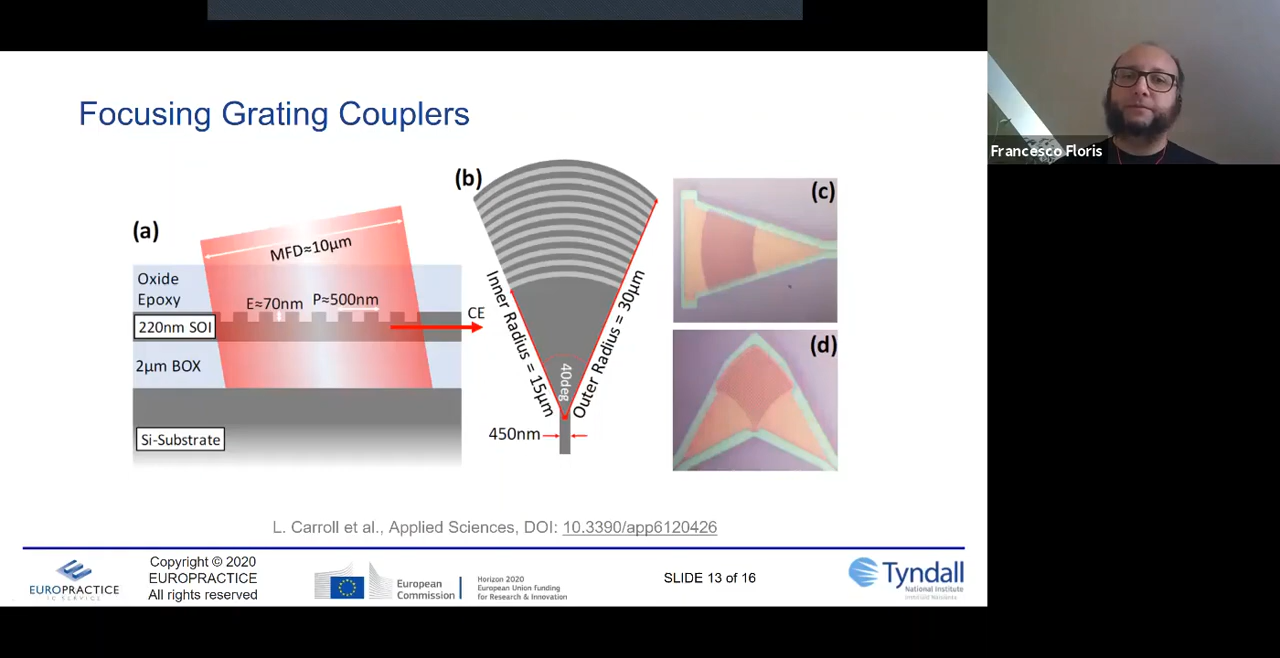 Focusing Grating Couplers
(a)
MFD≈10µm
Oxide
Epoxy
E≈70nm
P≈500nm
220nm SOI
CE
2µm BOX
Si-Substrate
(b)
Inner Radius = 15µm
40deg
Outer Radius = 30µm
450nm
(c)
(d)
Francesco Floris
L. Carroll et al., Applied Sciences, DOI: 10.3390/app6120426
EUROPRACTICE
IC SERVICE
Copyright © 2020
EUROPRACTICE
All rights reserved
European
Commission
Horizon 2020
European Union funding
for Research & Innovation
SLIDE 13 of 16
Tyndall
National Institute